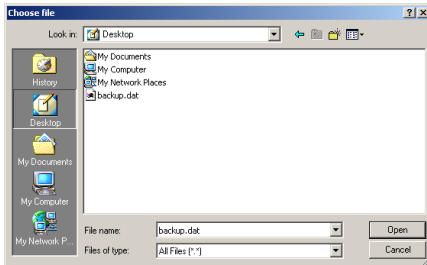 Choose file
Look in:
Desktop
History
Desktop
My Documents
My Computer
My Network P...
My Documents
My Computer
My Network Places
backup.dat
File name:
backup.dat
Open
Files of type:
All Files (*.*)
Cancel